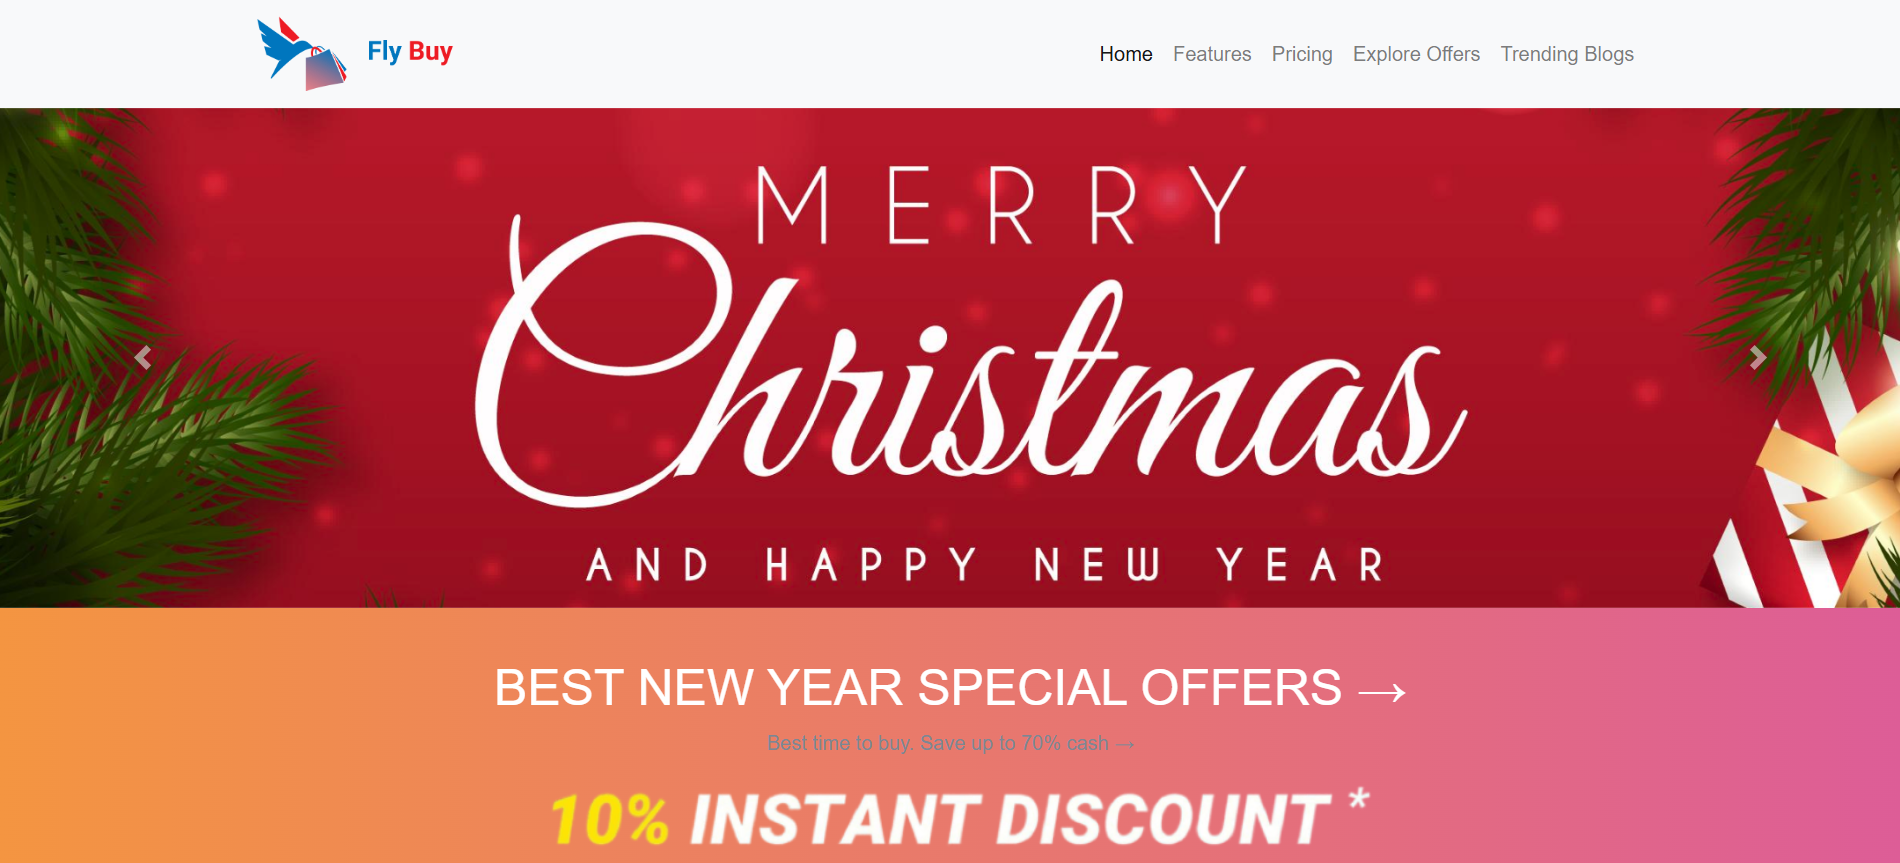 Fly Buy
Home Features Pricing Explore Offers Trending Blogs
MERRY
Christmas
AND HAPPY NEW YEAR
BEST NEW YEAR SPECIAL OFFERS →
Best time to buy. Save up to 70% cash →
10% INSTANT DISCOUNT *